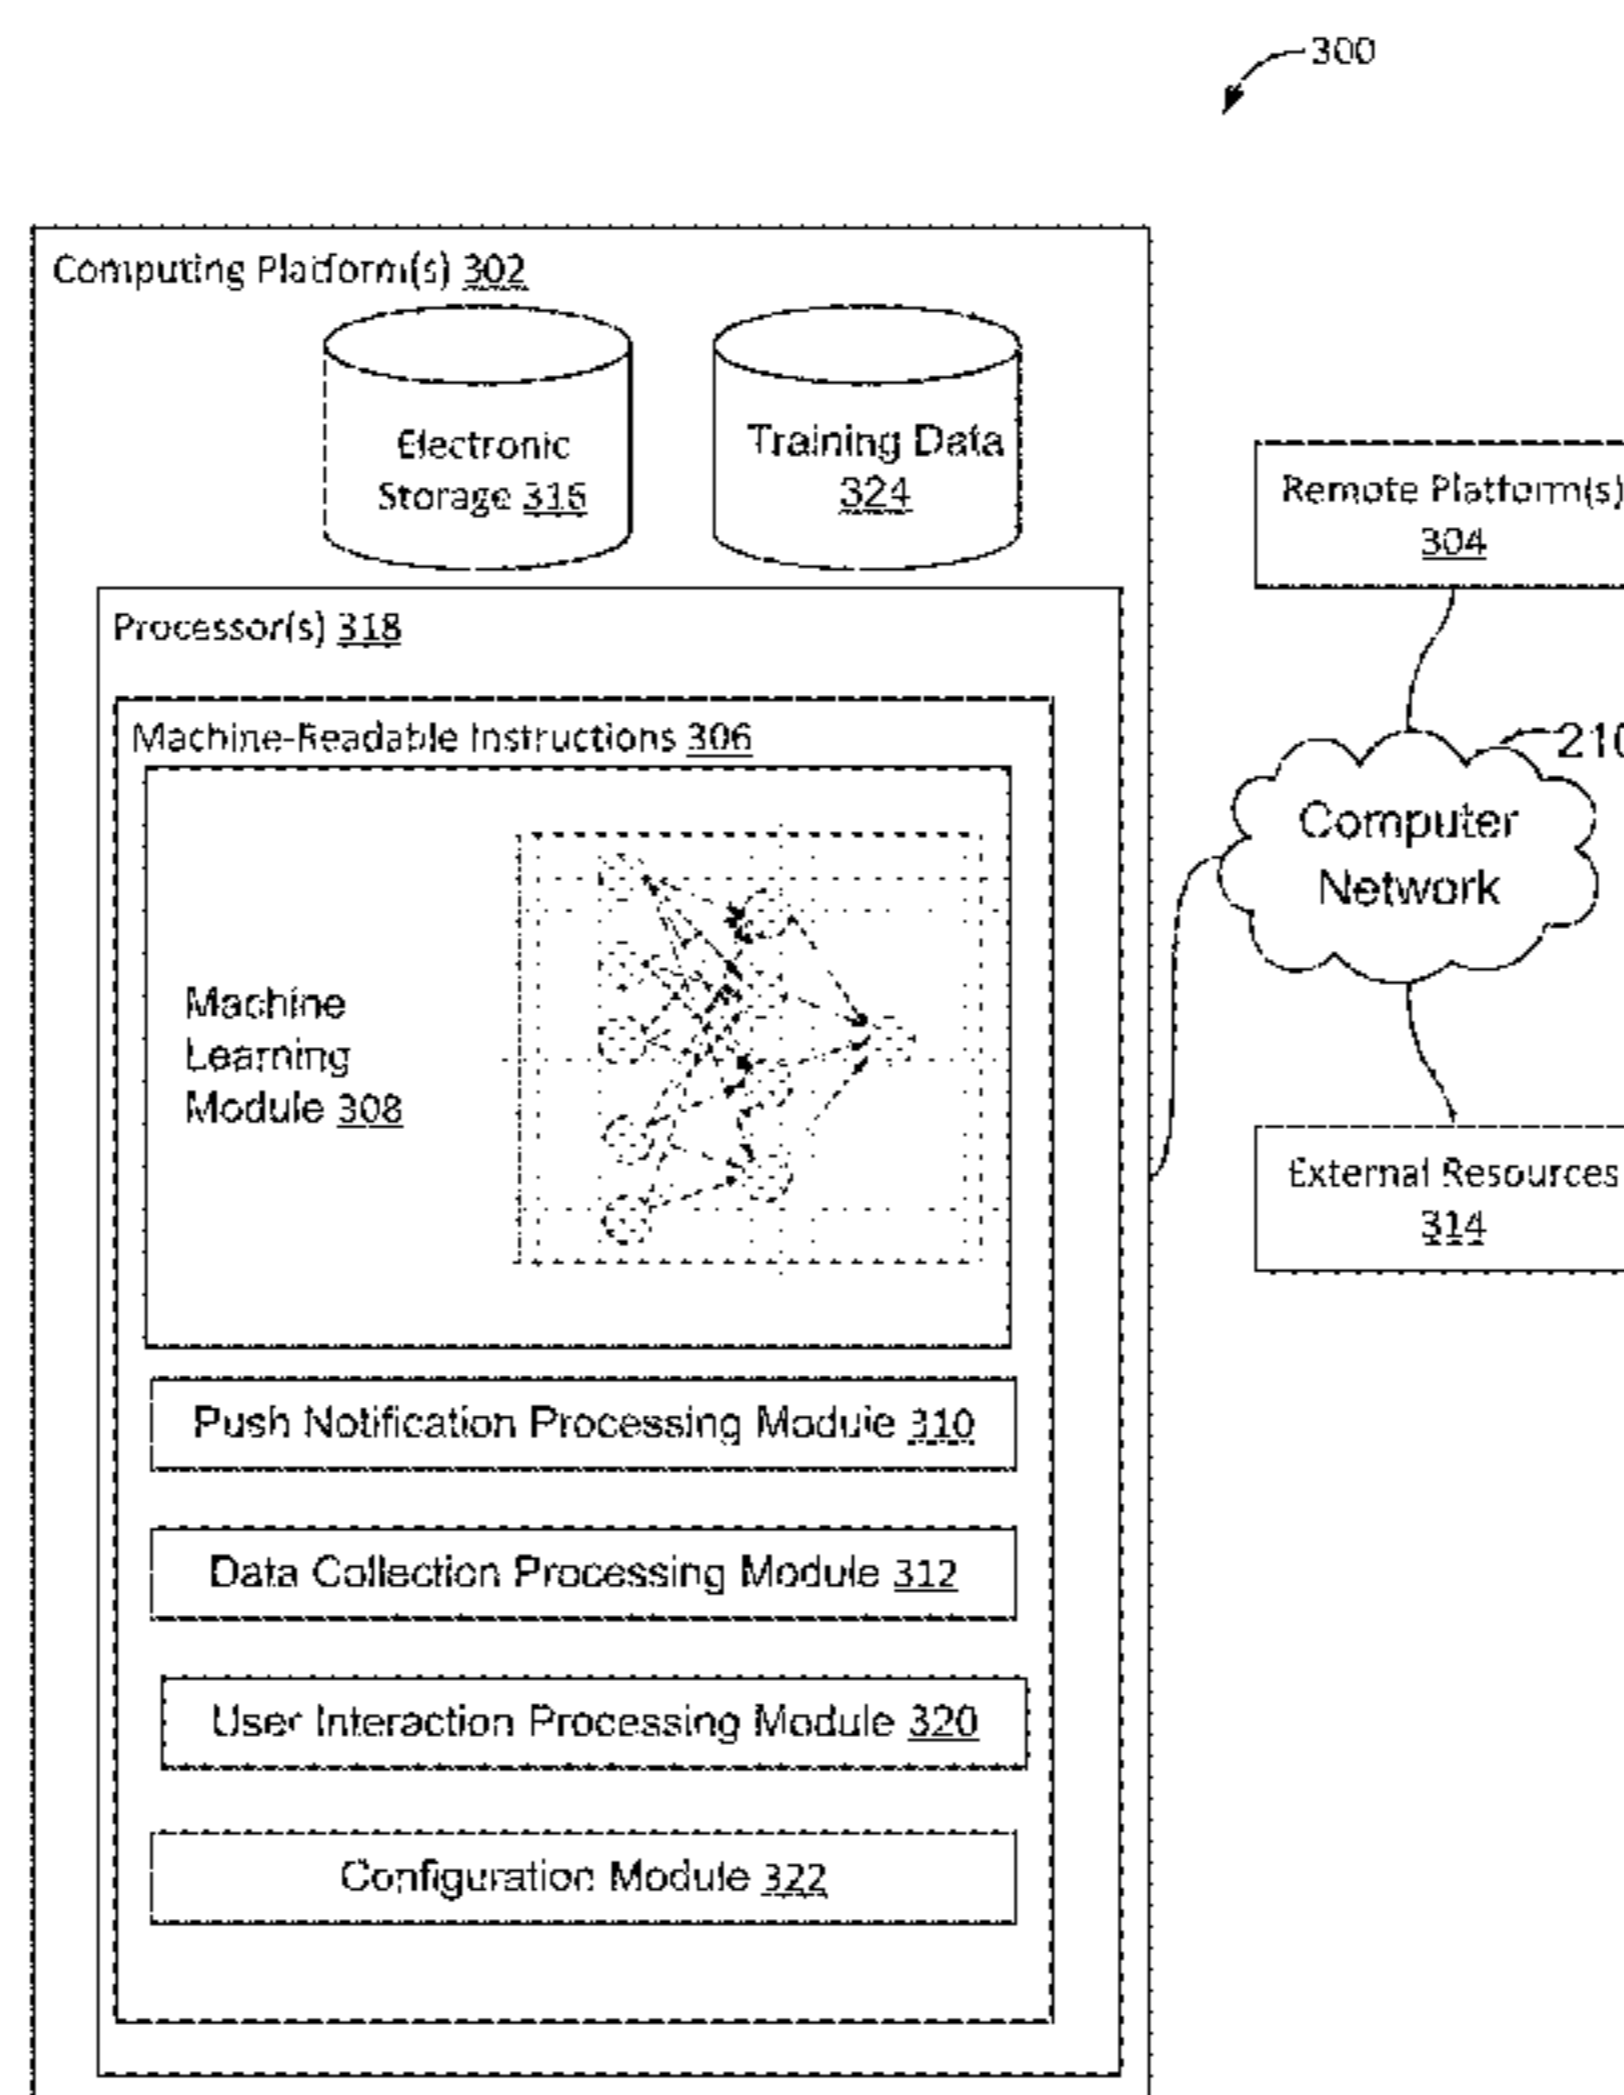 300
Computing Platform(s) 302
Electronic
Storage 316
Training Data
324
Remote Platform(s)
304
Processor(s) 318
Machine-Readable Instructions 306
210
Computer
Network
Machine
Learning
Module 308
External Resources
314
Push Notification Processing Module 310
Data Collection Processing Module 312
User Interaction Processing Module 320
Configuration Module 322